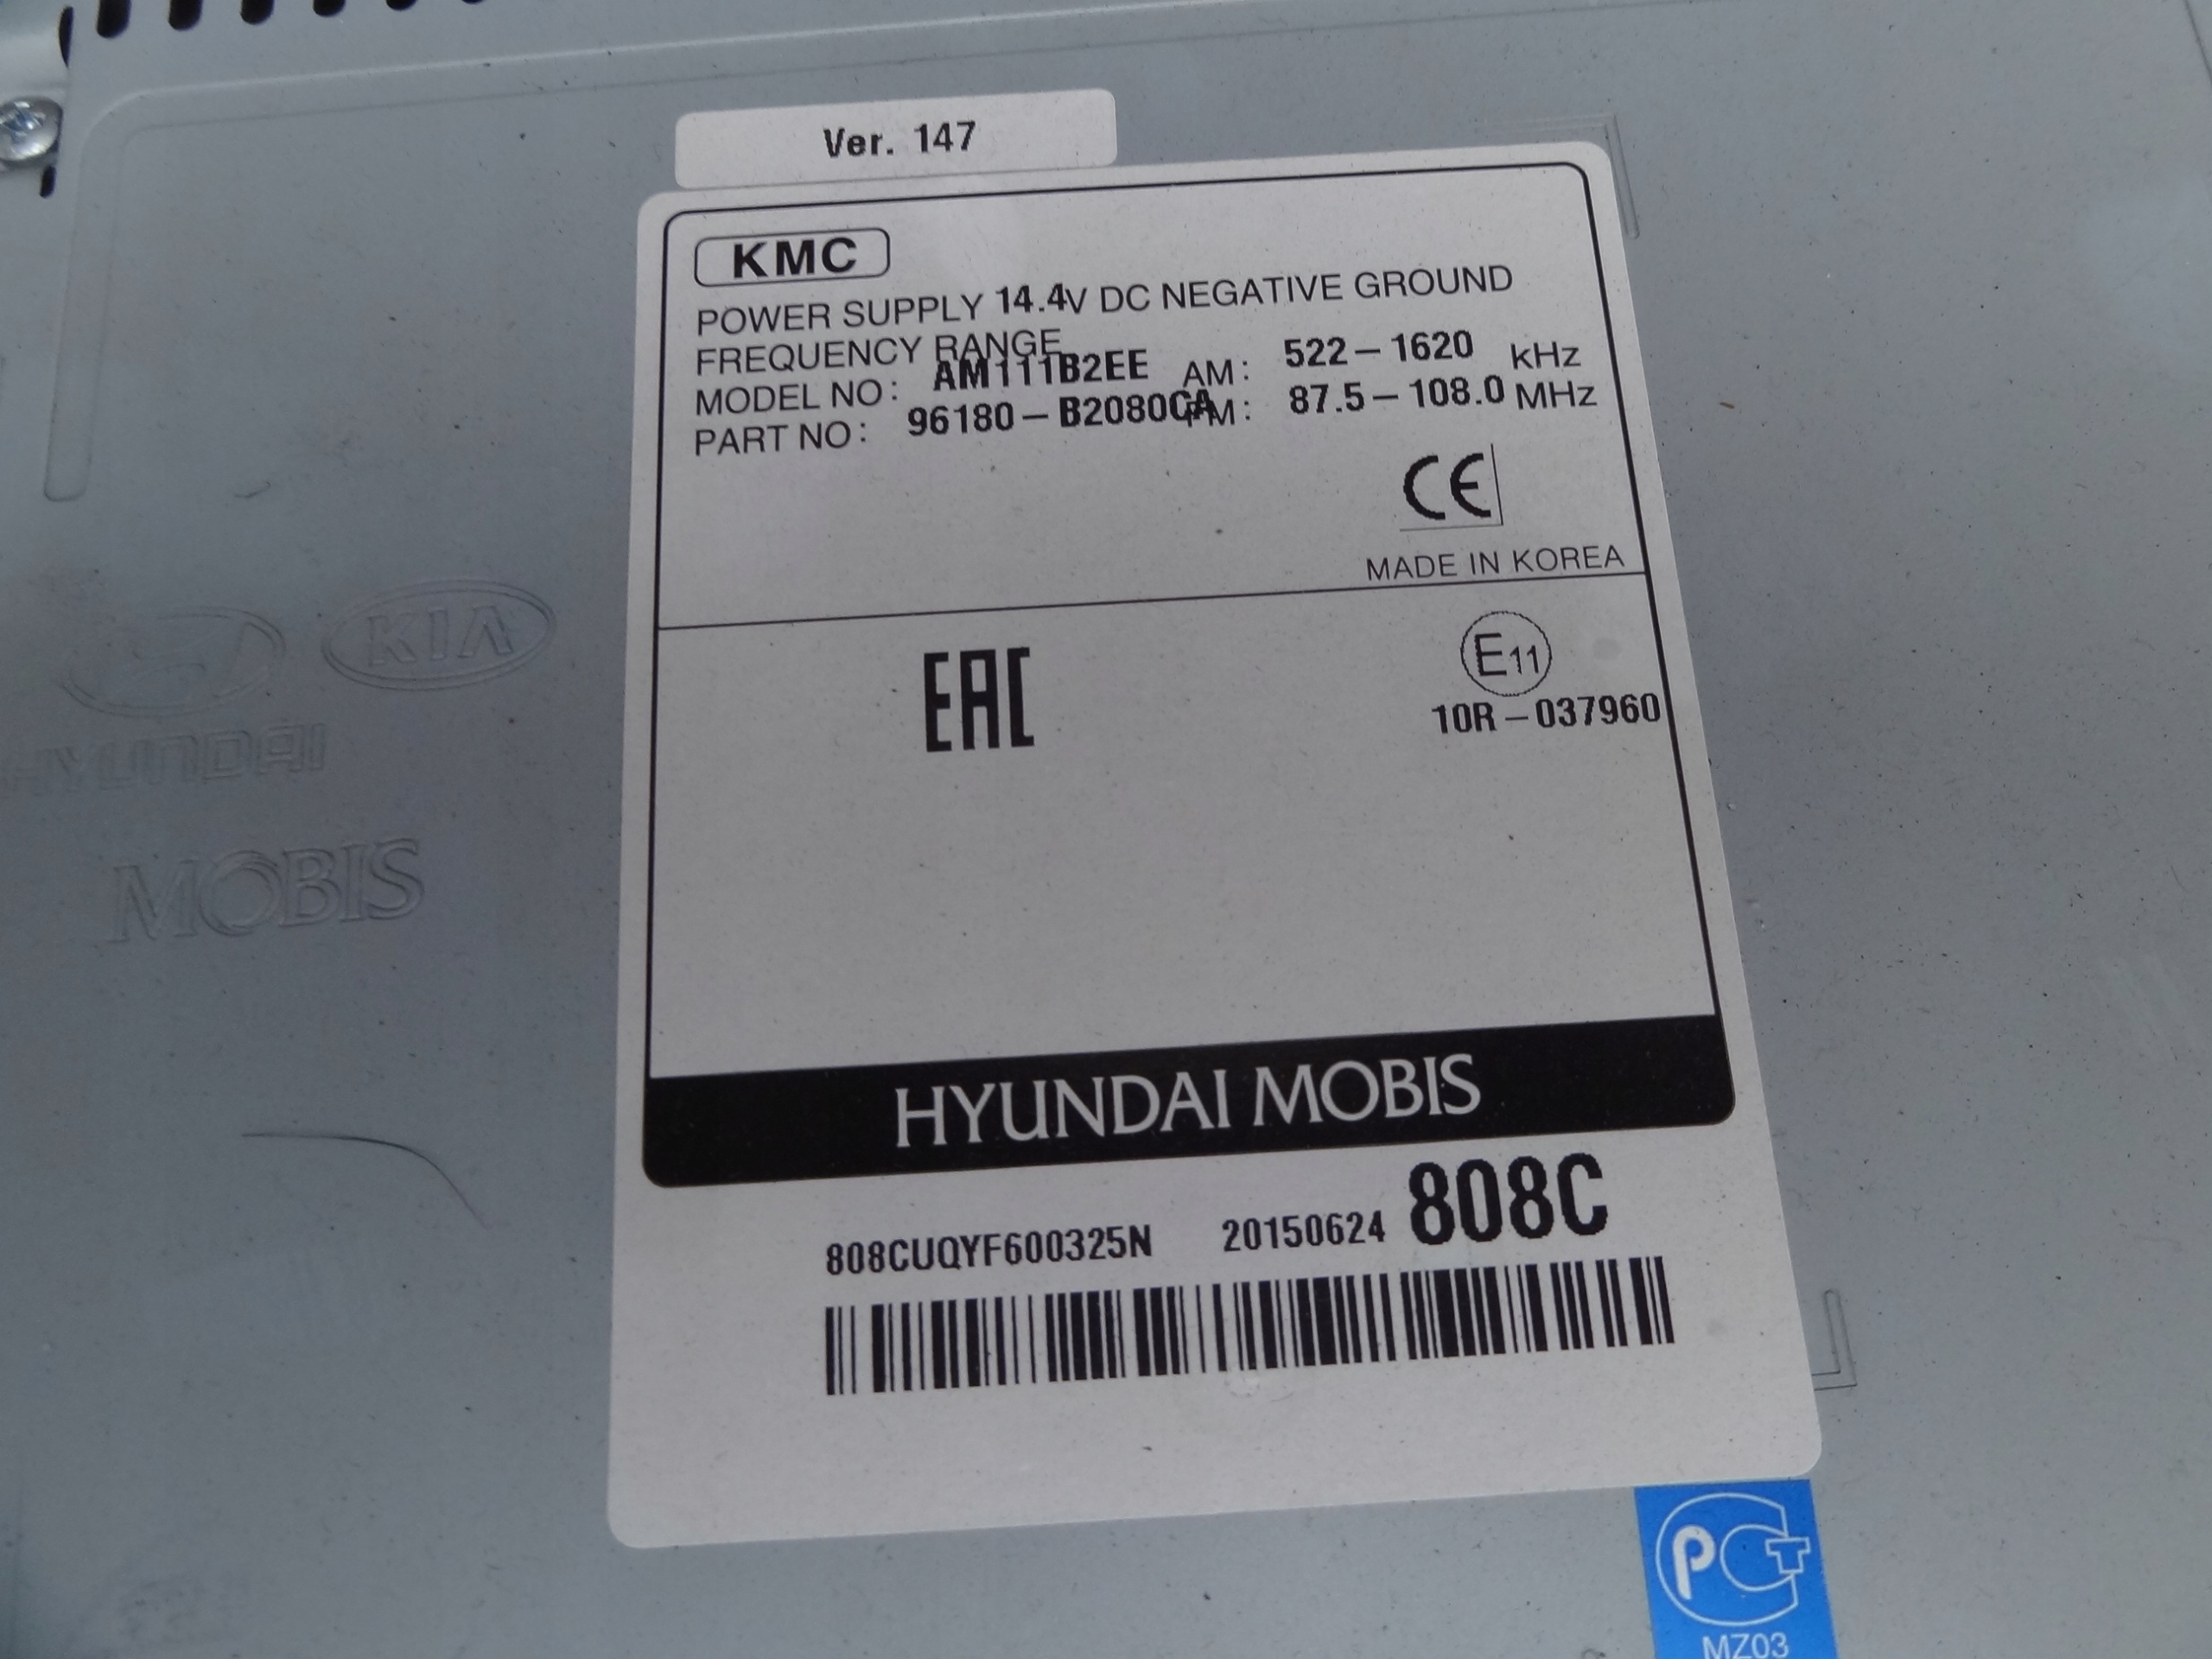 Ver. 147
KMC
POWER SUPPLY 14.4V DC NEGATIVE GROUND
FREQUENCY RANGE
MODEL NO: AM111B2EE AM: 522-1620 kHz
PART NO: 96180-B2080CA FM: 87.5-108.0 MHz
CE
MADE IN KOREA
EAC
E11
10R-037960
KIA
HYUNDAI
MOBIS
HYUNDAI MOBIS
808CUQYF600325N 20150624 808C
PCT
MZ03